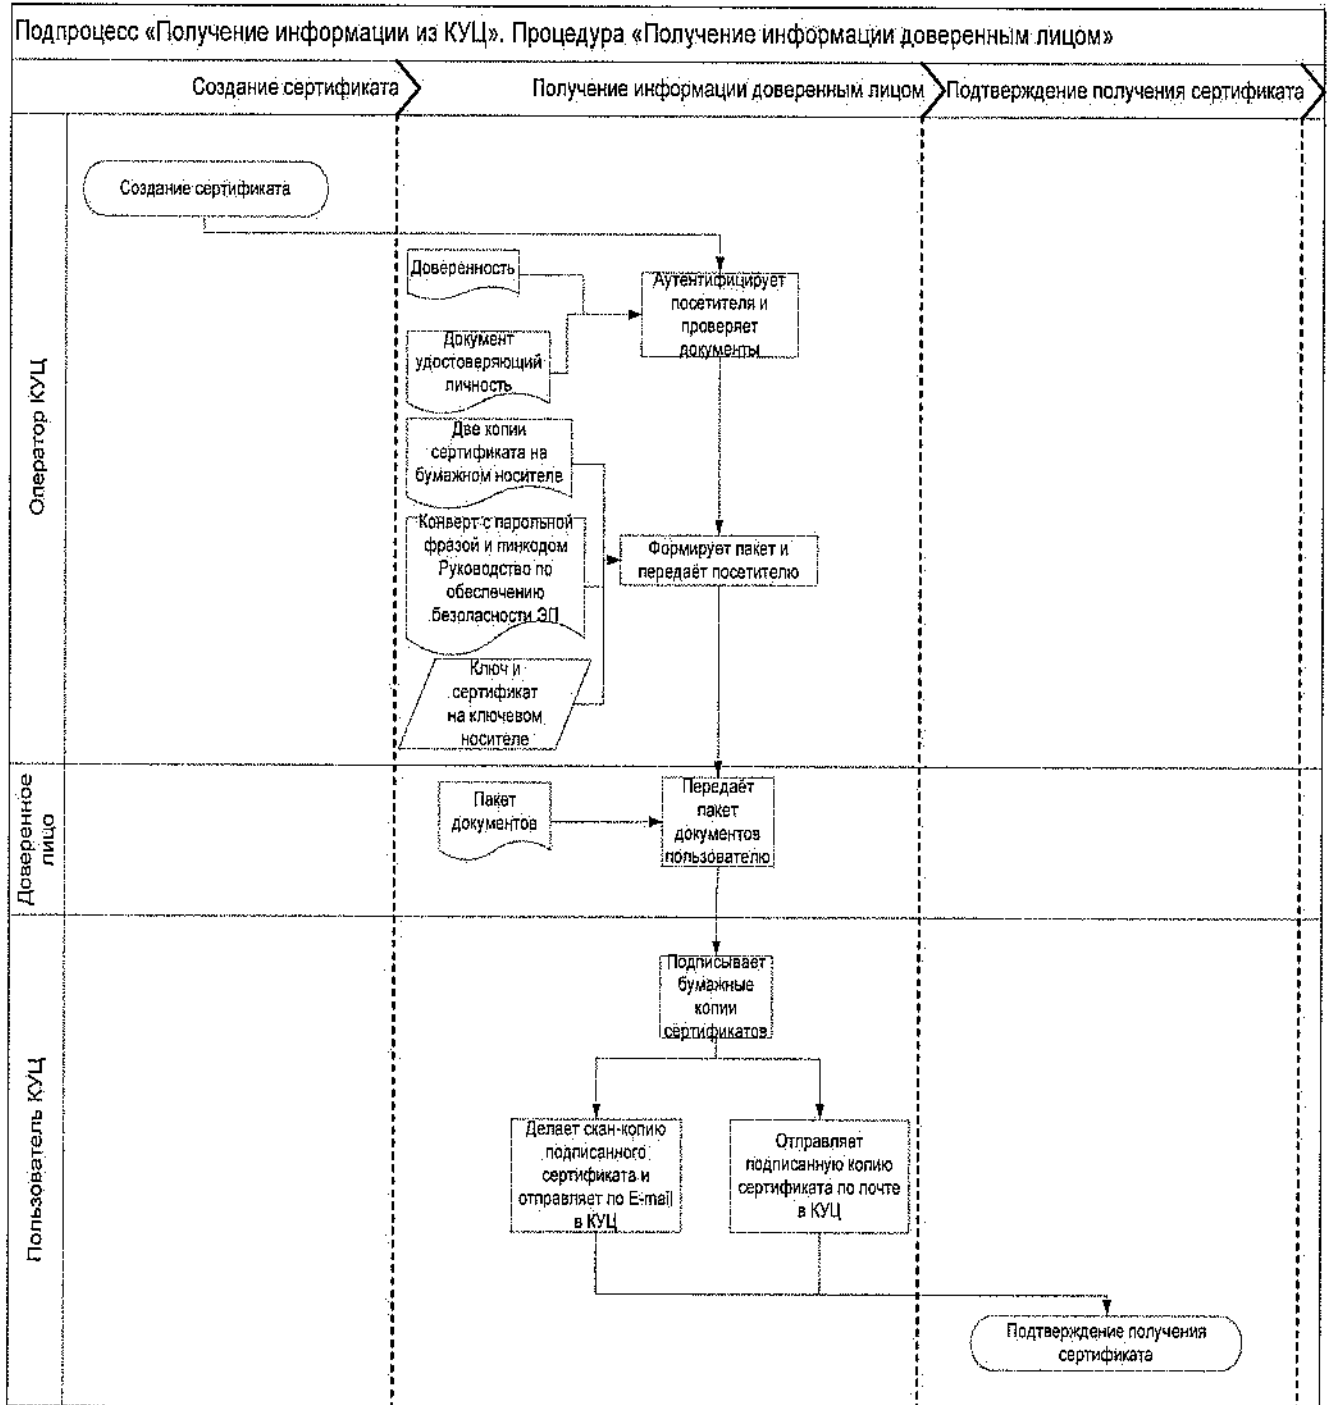 Подпроцесс «Получение информации из КУЦ». Процедура «Получение информации доверенным лицом»
Создание сертификата
Получение информации доверенным лицом
Подтверждение получения сертификата
Оператор КУЦ
Создание сертификата
Доверенность
Аутентифицирует
посетителя и
проверяет
документы
Документ
удостоверяющий
личность
Две копии
сертификата на
бумажном носителе
Конверт с парольной
фразой и пинкодом
Руководство по
обеспечению
безопасности ЭП
Формирует пакет и
передаёт посетителю
Ключ и
сертификат
на ключевом
носителе
Доверенное
лицо
Пакет
документов
Передаёт
пакет
документов
пользователю
Пользователь КУЦ
Подписывает
бумажные
копии
сертификатов
Делает скан-копию
подписанного
сертификата и
отправляет по E-mail
в КУЦ
Отправляет
подписанную копию
сертификата по почте
в КУЦ
Подтверждение получения
сертификата